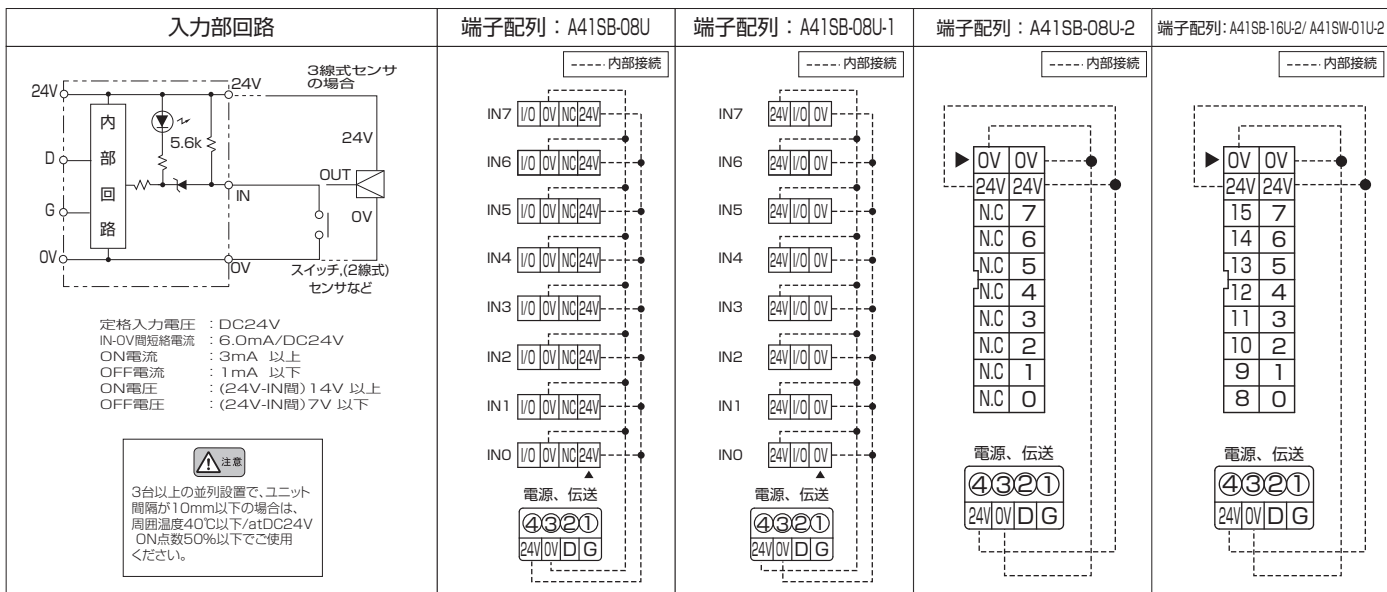 入力部回路
24V
24V
3線式センサ
の場合
内部回路
5.6k
24V
D
OUT
IN
G
0V
0V
0V
スイッチ,(2線式)
センサなど
定格入力電圧 : DC24V
IN-0V間短絡電流 : 6.0mA/DC24V
ON電流 : 3mA 以上
OFF電流 : 1mA 以下
ON電圧 : (24V-IN間)14V 以上
OFF電圧 : (24V-IN間)7V 以下
注意
3台以上の並列設置で、ユニット
間隔が10mm以下の場合は、
周囲温度40℃以下/atDC24V
ON点数50%以下でご使用
ください。
端子配列：A41SB-08U
内部接続
IN7 I/O 0V NC 24V
IN6 I/O 0V NC 24V
IN5 I/O 0V NC 24V
IN4 I/O 0V NC 24V
IN3 I/O 0V NC 24V
IN2 I/O 0V NC 24V
IN1 I/O 0V NC 24V
IN0 I/O 0V NC 24V
電源、伝送
④③②①
24V 0V D G
端子配列：A41SB-08U-1
内部接続
IN7 24V I/O 0V
IN6 24V I/O 0V
IN5 24V I/O 0V
IN4 24V I/O 0V
IN3 24V I/O 0V
IN2 24V I/O 0V
IN1 24V I/O 0V
IN0 24V I/O 0V
電源、伝送
④③②①
24V 0V D G
端子配列：A41SB-08U-2
内部接続
0V 0V
24V 24V
N.C 7
N.C 6
N.C 5
N.C 4
N.C 3
N.C 2
N.C 1
N.C 0
電源、伝送
④③②①
24V 0V D G
端子配列：A41SB-16U-2/ A41SW-01U-2
内部接続
0V 0V
24V 24V
15 7
14 6
13 5
12 4
11 3
10 2
9 1
8 0
電源、伝送
④③②①
24V 0V D G